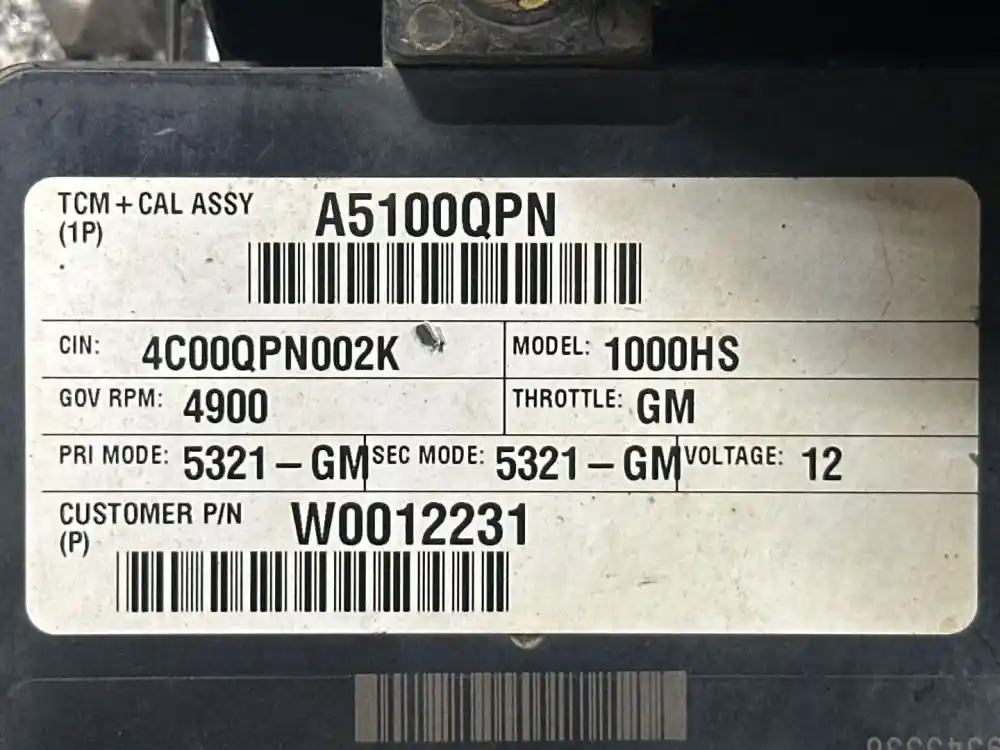 TCM + CAL ASSY A5100QPN
(1P)
CIN: 4C00QPN002K MODEL: 1000HS
GOV RPM: 4900 THROTTLE: GM
PRI MODE: 5321 – GM SEC MODE: 5321 – GM VOLTAGE: 12
CUSTOMER P/N W0012231
(P)